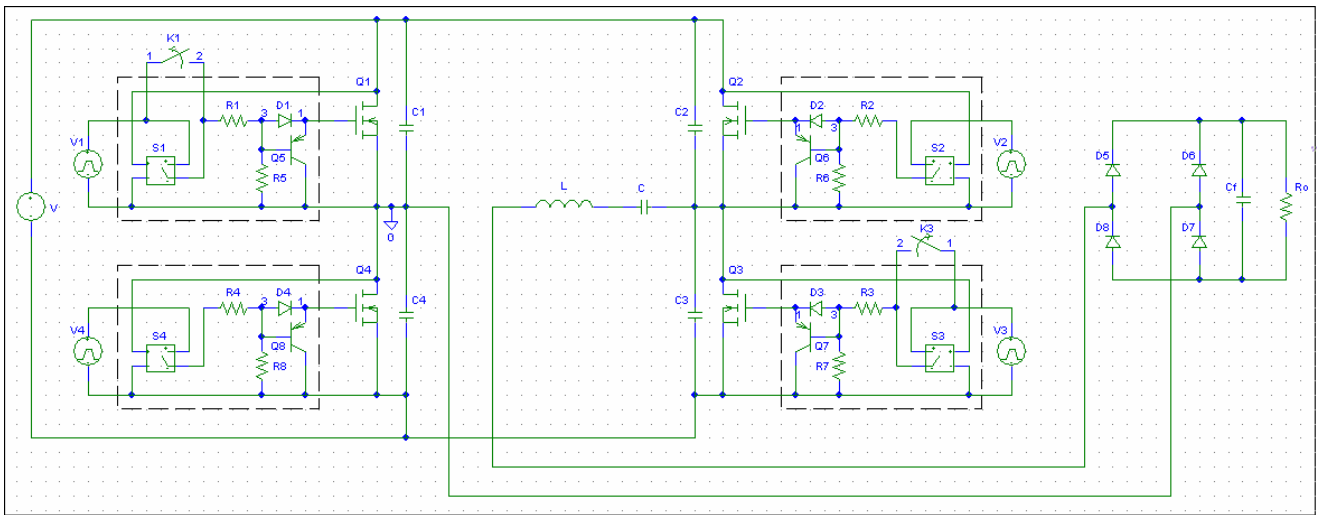 K1
1 2
Q1
Q2
R1
3 D1 1
C1
C2
D2
1 3
R2
V1
S1
Q5
R5
Q6
R6
S2
V2
D5
D6
Cf
Ro
V
L
C
0
D8
D7
K3
2 1
Q4
Q3
R4
3 D4 1
C4
C3
D3
1 3
R3
V4
S4
Q8
R8
Q7
R7
S3
V3